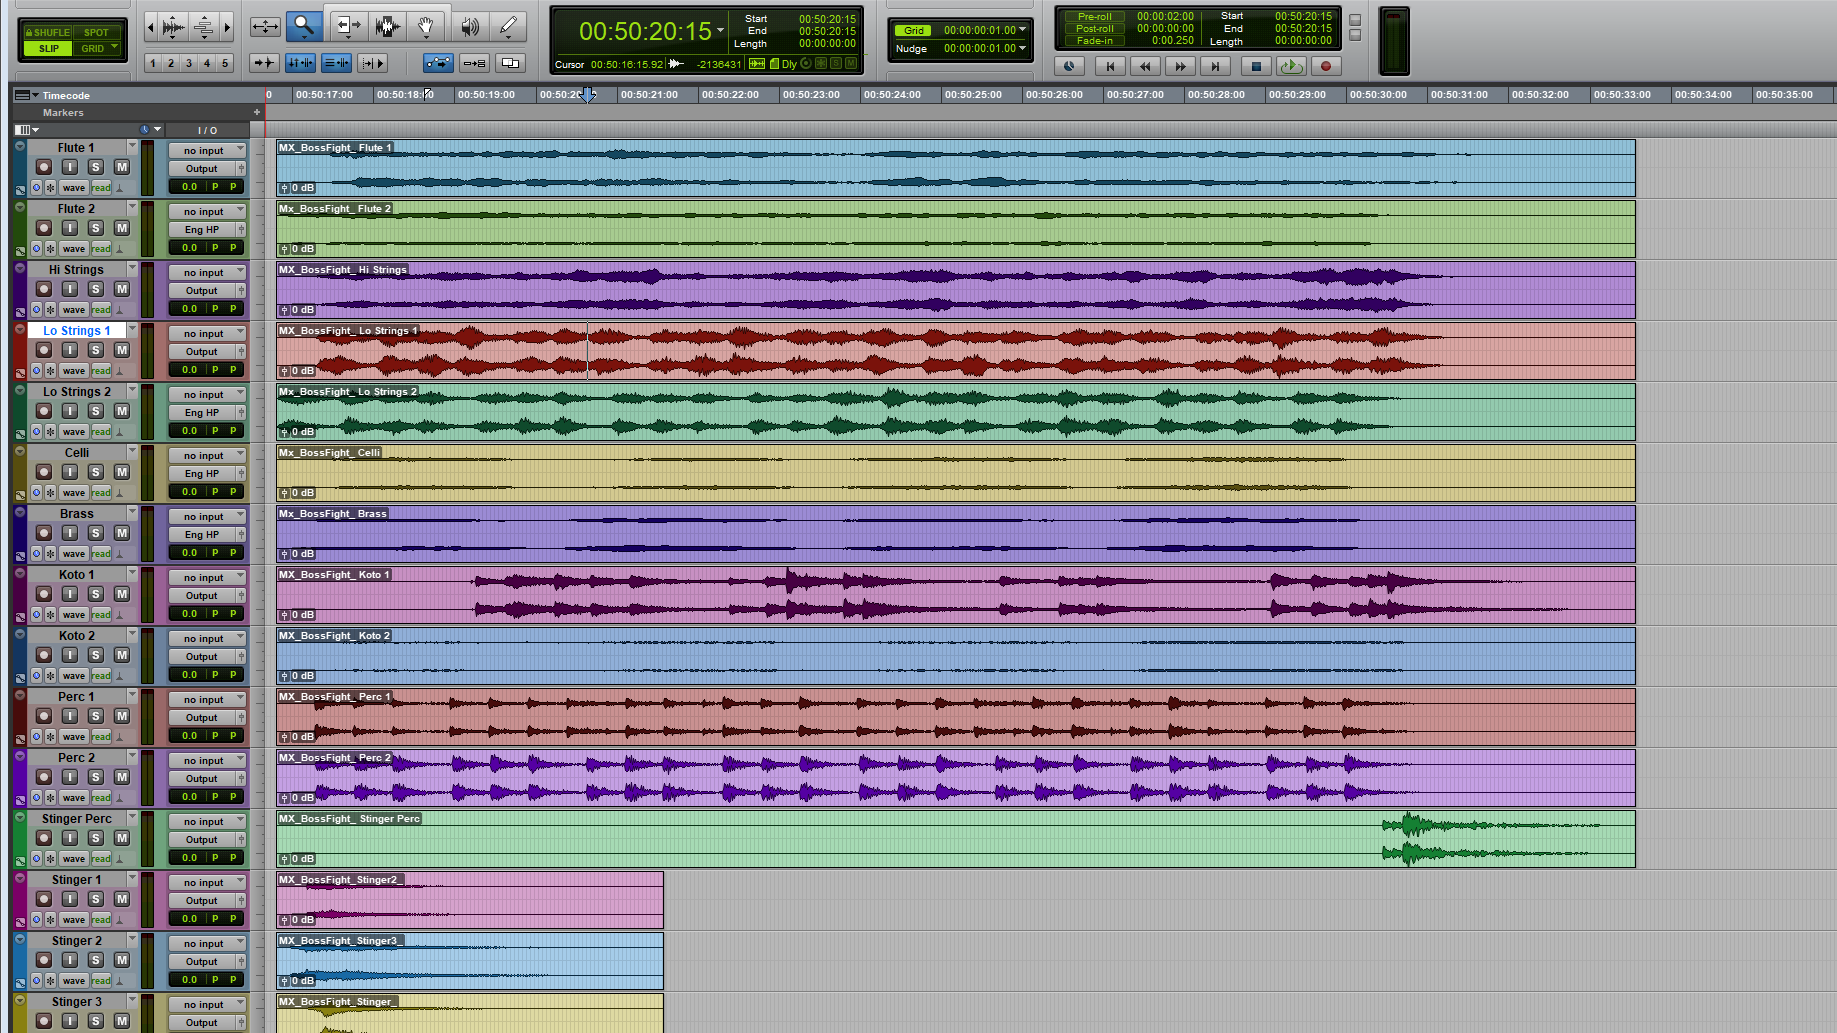 SHUFFLE SPOT
SLIP GRID
1 2 3 4 5
00:50:20:15
Start 00:50:20:15
End 00:50:20:15
Length 00:00:00:00
Cursor 00:50:16:15.92 -2136431 Dly S M
Grid 00:00:00:01.00
Nudge 00:00:00:01.00
Pre-roll 00:00:02:00
Post-roll 00:00:00:00
Fade-in 0:00.250
Start 00:50:20:15
End 00:50:20:15
Length 00:00:00:00
Timecode
0 00:50:17:00 00:50:18: 00:50:19:00 00:50:20 00:50:21:00 00:50:22:00 00:50:23:00 00:50:24:00 00:50:25:00 00:50:26:00 00:50:27:00 00:50:28:00 00:50:29:00 00:50:30:00 00:50:31:00 00:50:32:00 00:50:33:00 00:50:34:00 00:50:35:00
Markers +
I / O
Flute 1 no input MX_BossFight_ Flute 1
I S M Output
wave read 0.0 P P 0 dB
Flute 2 no input Mx_BossFight_ Flute 2
I S M Eng HP
wave read 0.0 P P 0 dB
Hi Strings no input MX_BossFight_ Hi Strings
I S M Output
wave read 0.0 P P 0 dB
Lo Strings 1 no input MX_BossFight_ Lo Strings 1
I S M Output
wave read 0.0 P P 0 dB
Lo Strings 2 no input Mx_BossFight_ Lo Strings 2
I S M Eng HP
wave read 0.0 P P 0 dB
Celli no input Mx_BossFight_ Celli
I S M Eng HP
wave read 0.0 P P 0 dB
Brass no input Mx_BossFight_ Brass
I S M Eng HP
wave read 0.0 P P 0 dB
Koto 1 no input MX_BossFight_ Koto 1
I S M Output
wave read 0.0 P P 0 dB
Koto 2 no input MX_BossFight_ Koto 2
I S M Output
wave read 0.0 P P 0 dB
Perc 1 no input MX_BossFight_ Perc 1
I S M Output
wave read 0.0 P P 0 dB
Perc 2 no input MX_BossFight_ Perc 2
I S M Output
wave read 0.0 P P 0 dB
Stinger Perc no input MX_BossFight_ Stinger Perc
I S M Output
wave read 0.0 P P 0 dB
Stinger 1 no input MX_BossFight_Stinger2_
I S M Output
wave read 0.0 P P 0 dB
Stinger 2 no input MX_BossFight_Stinger3_
I S M Output
wave read 0.0 P P 0 dB
Stinger 3 no input MX_BossFight_Stinger_
I S M Output